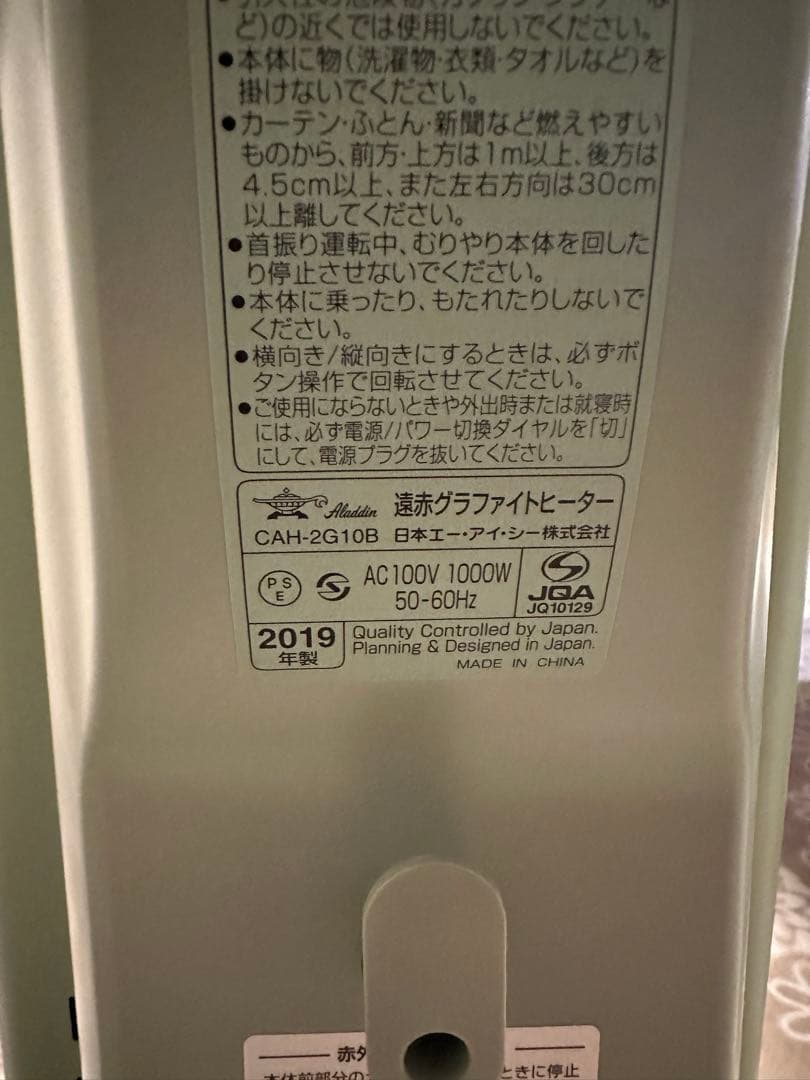 ど)の近くでは使用しないでください。
●本体に物(洗濯物・衣類・タオルなど)を
掛けないでください。
●カーテン・ふとん・新聞など燃えやすい
ものから、前方・上方は1m以上、後方は
4.5cm以上、また左右方向は30cm
以上離してください。
●首振り運転中、むりやり本体を回した
り停止させないでください。
●本体に乗ったり、もたれたりしないで
ください。
●横向き/縦向きにするときは、必ずボ
タン操作で回転させてください。
●ご使用にならないときや外出時または就寝時
には、必ず電源/パワー切換ダイヤルを「切」
にして、電源プラグを抜いてください。
Aladdin 遠赤グラファイトヒーター
CAH-2G10B 日本エー・アイ・シー株式会社
PSE AC100V 1000W
50-60Hz
JQA
JQ10129
2019
年製
Quality Controlled by Japan.
Planning & Designed in Japan.
MADE IN CHINA
赤外
ときに停止